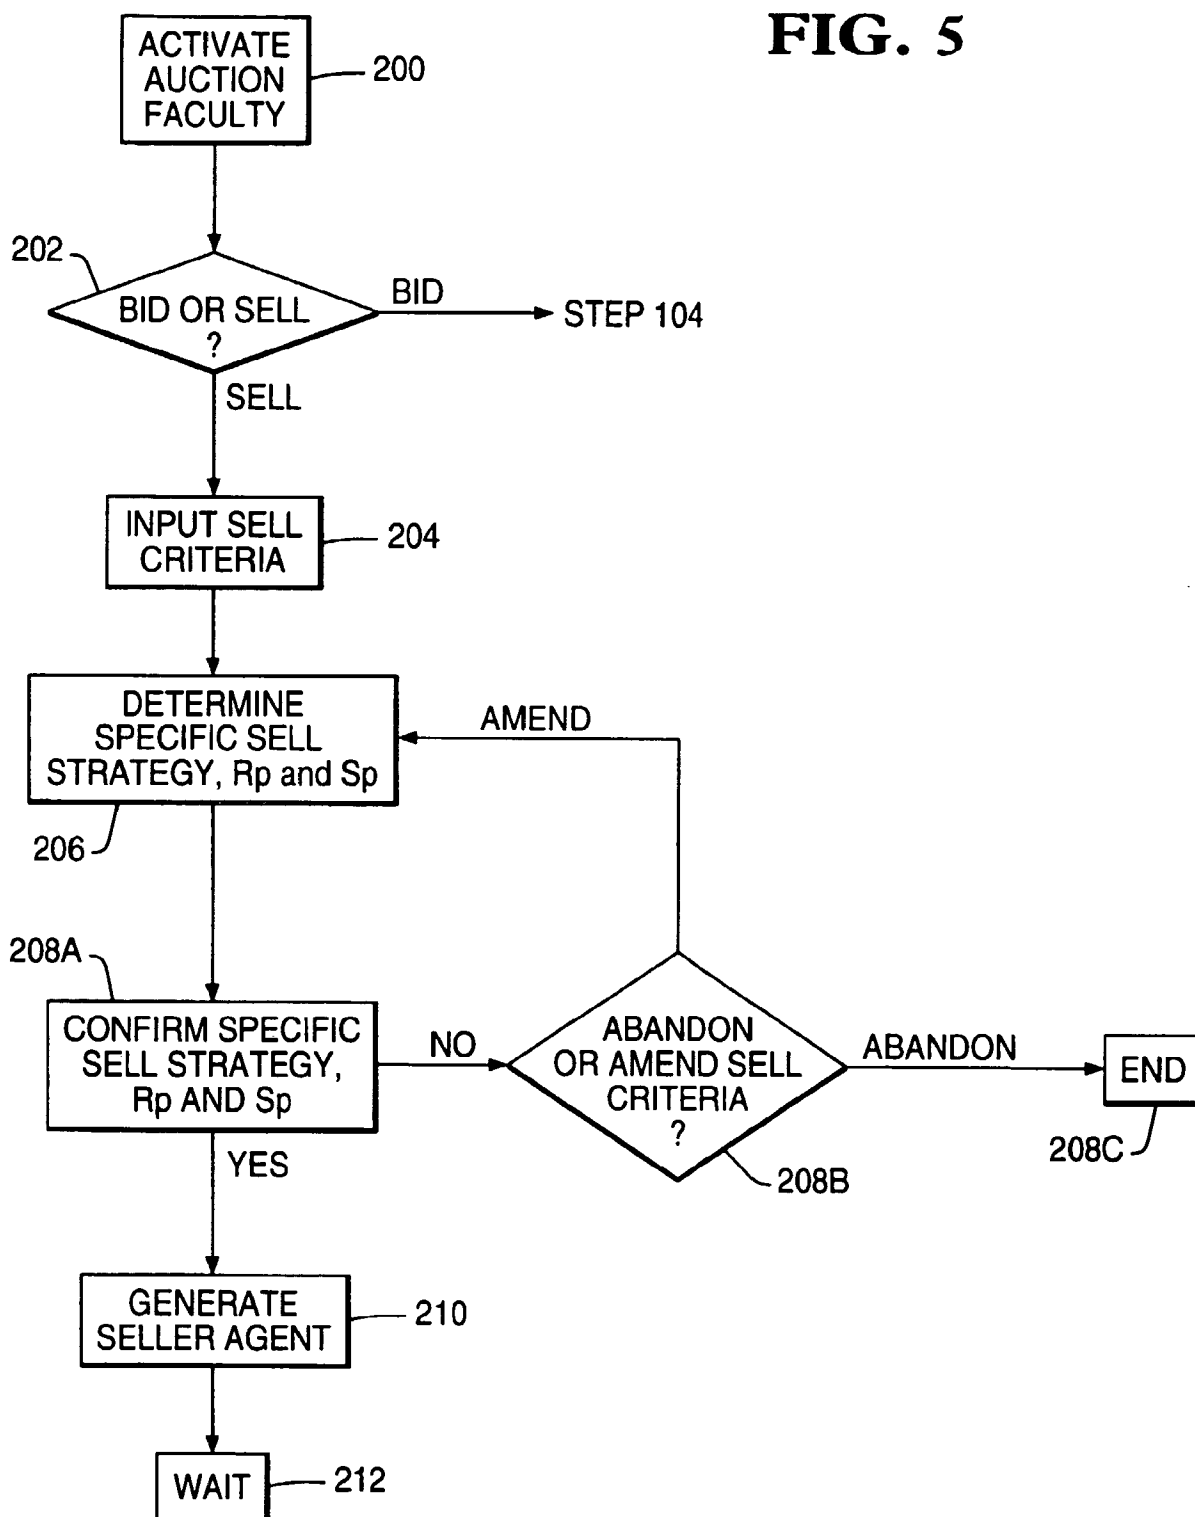 FIG. 5
ACTIVATE
AUCTION
FACULTY
200
202
BID OR SELL
?
BID
STEP 104
SELL
INPUT SELL
CRITERIA
204
DETERMINE
SPECIFIC SELL
STRATEGY, Rp and Sp
206
AMEND
208A
CONFIRM SPECIFIC
SELL STRATEGY,
Rp AND Sp
NO
ABANDON
OR AMEND SELL
CRITERIA
?
208B
ABANDON
END
208C
YES
GENERATE
SELLER AGENT
210
WAIT
212